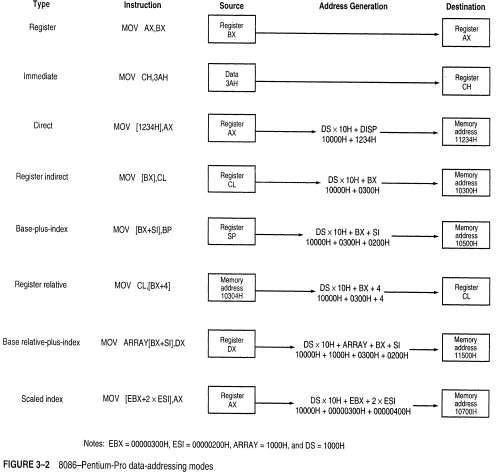 Type Instruction Source Address Generation Destination
Register MOV AX,BX Register BX Register AX
Immediate MOV CH,3AH Data 3AH Register CH
Direct MOV [1234H],AX Register AX DS × 10H + DISP 10000H + 1234H Memory address 11234H
Register indirect MOV [BX],CL Register CL DS × 10H + BX 10000H + 0300H Memory address 10300H
Base-plus-index MOV [BX+SI],BP Register SP DS × 10H + BX + SI 10000H + 0300H + 0200H Memory address 10500H
Register relative MOV CL,[BX+4] Memory address 10304H DS × 10H + BX + 4 10000H + 0300H + 4 Register CL
Base relative-plus-index MOV ARRAY[BX+SI],DX Register DX DS × 10H + ARRAY + BX + SI 10000H + 1000H + 0300H + 0200H Memory address 11500H
Scaled index MOV [EBX+2 × ESI],AX Register AX DS × 10H + EBX + 2 × ESI 10000H + 00000300H + 00000400H Memory address 10700H
Notes: EBX = 00000300H, ESI = 00000200H, ARRAY = 1000H, and DS = 1000H
FIGURE 3–2 8086–Pentium-Pro data-addressing modes